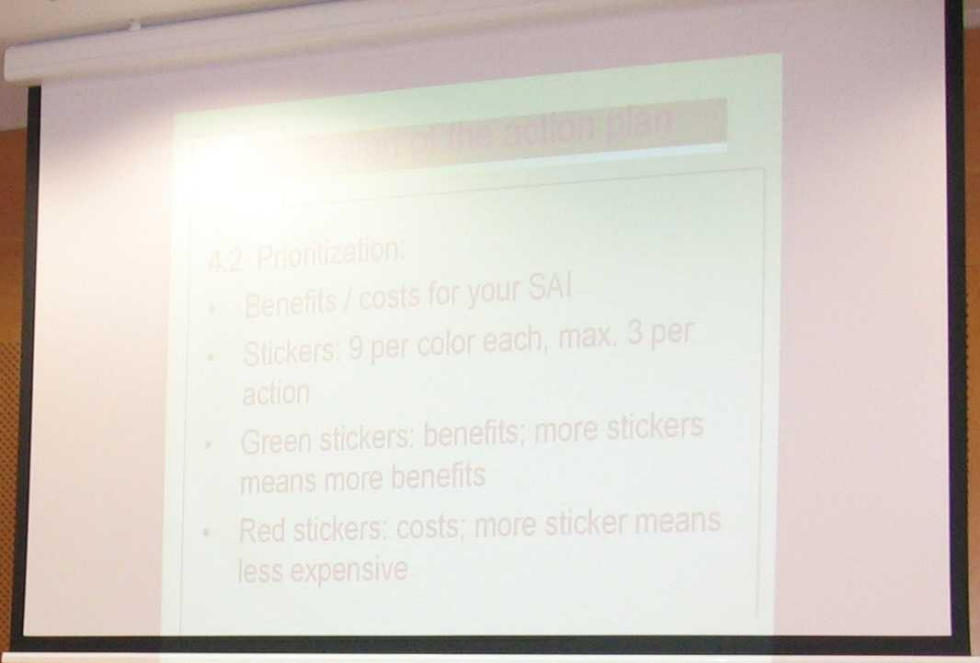 of the action plan
4.2 Prioritization:
• Benefits / costs for your SAI
• Stickers: 9 per color each, max. 3 per
action
• Green stickers: benefits; more stickers
means more benefits
• Red stickers: costs; more sticker means
less expensive